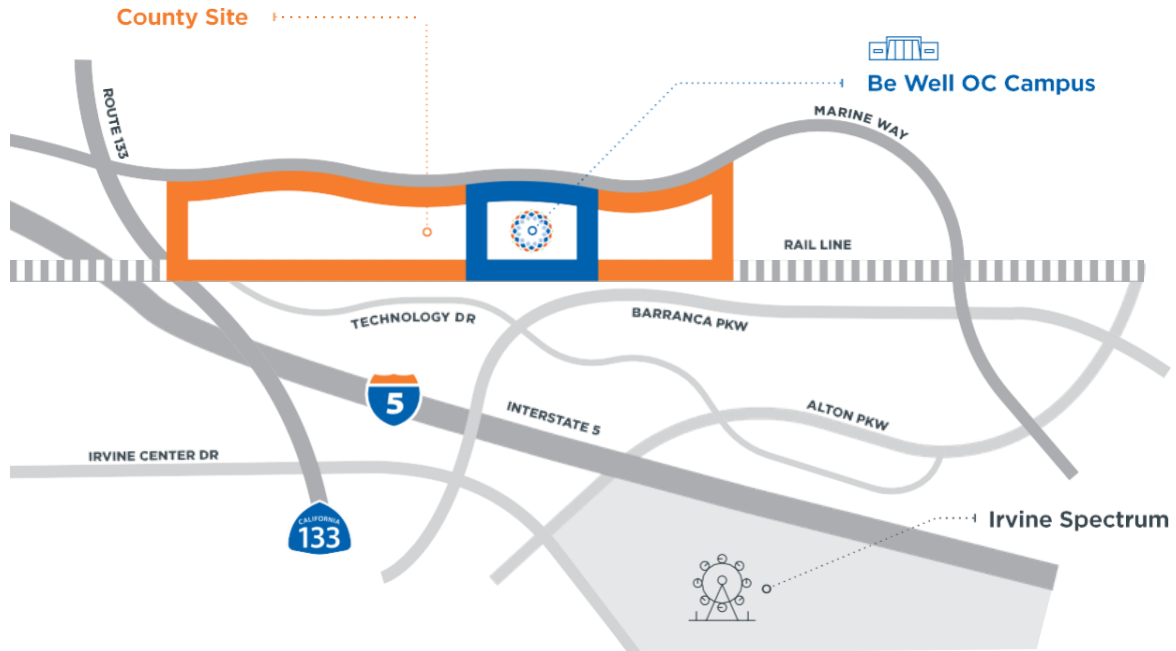 County Site
Be Well OC Campus
ROUTE 133
MARINE WAY
RAIL LINE
TECHNOLOGY DR
BARRANCA PKW
5
INTERSTATE 5
ALTON PKW
IRVINE CENTER DR
CALIFORNIA
133
Irvine Spectrum